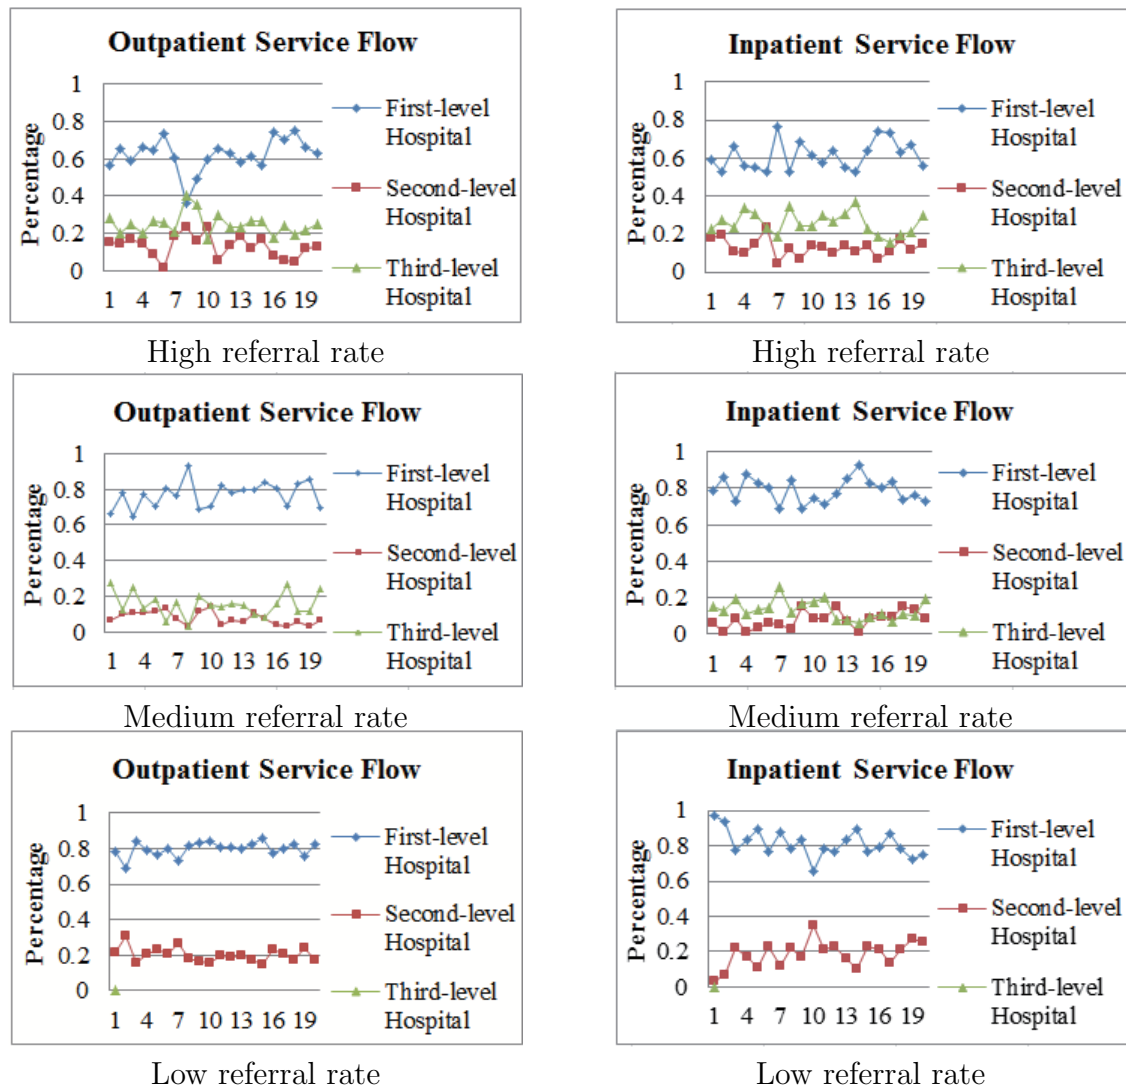 Outpatient Service Flow
Percentage
1
0.8
0.6
0.4
0.2
0
1 4 7 10 13 16 19
First-level
Hospital
Second-level
Hospital
Third-level
Hospital
High referral rate
Inpatient Service Flow
Percentage
1
0.8
0.6
0.4
0.2
0
1 4 7 10 13 16 19
First-level
Hospital
Second-level
Hospital
Third-level
Hospital
High referral rate
Outpatient Service Flow
Percentage
1
0.8
0.6
0.4
0.2
0
1 4 7 10 13 16 19
First-level
Hospital
Second-level
Hospital
Third-level
Hospital
Medium referral rate
Inpatient Service Flow
Percentage
1
0.8
0.6
0.4
0.2
0
1 4 7 10 13 16 19
First-level
Hospital
Second-level
Hospital
Third-level
Hospital
Medium referral rate
Outpatient Service Flow
Percentage
1
0.8
0.6
0.4
0.2
0
1 4 7 10 13 16 19
First-level
Hospital
Second-level
Hospital
Third-level
Hospital
Low referral rate
Inpatient Service Flow
Percentage
1
0.8
0.6
0.4
0.2
0
1 4 7 10 13 16 19
First-level
Hospital
Second-level
Hospital
Third-level
Hospital
Low referral rate